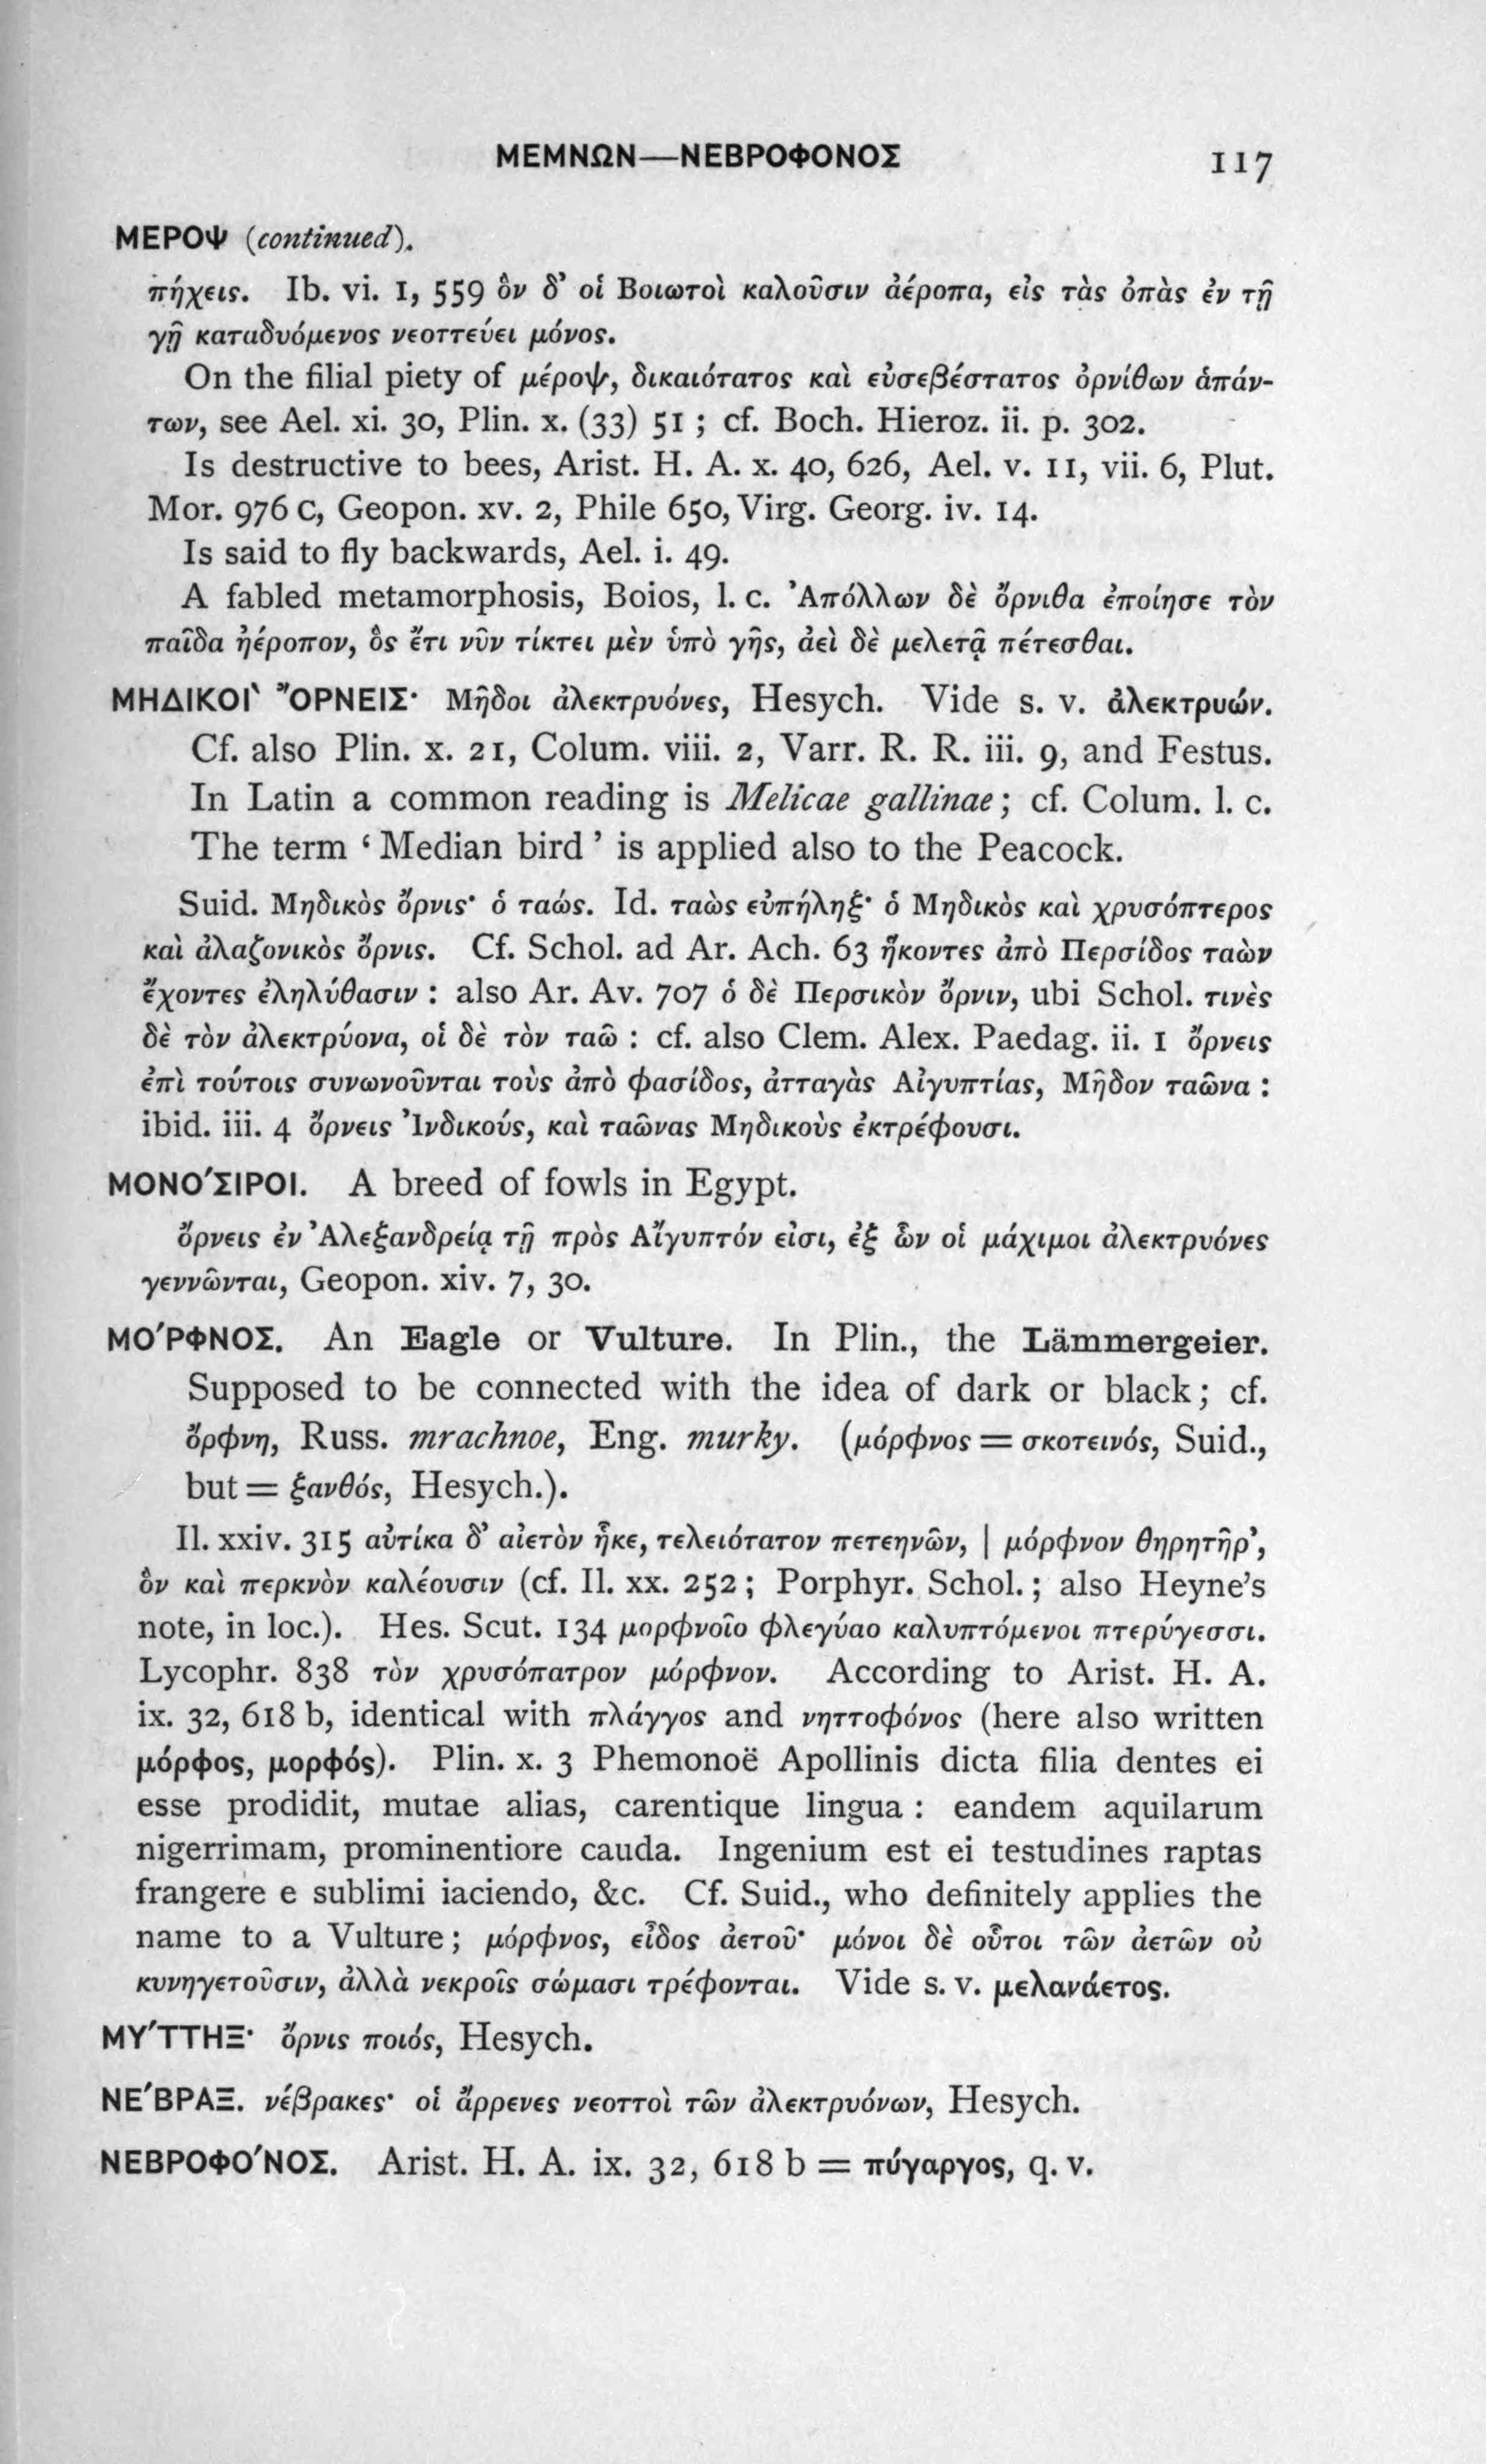 ΜΕΜΝΩΝ—ΝΕΒΡΟΦΟΝΟΣ 117
ΜΕΡΟΨ (continued).
πήχεις. Ib. vi. 1, 559 ὃν δ’ οἱ Βοιωτοὶ καλοῦσιν ἀέροπα, εἰς τὰς ὀπὰς ἐν τῇ
γῇ καταδυόμενος νεοττεύει μόνος.
On the filial piety of μέροψ, δικαιότατος καὶ εὐσεβέστατος ὀρνίθων ἁπάν-
των, see Ael. xi. 30, Plin. x. (33) 51 ; cf. Boch. Hieroz. ii. p. 302.
Is destructive to bees, Arist. H. A. x. 40, 626, Ael. v. 11, vii. 6, Plut.
Mor. 976 C, Geopon. xv. 2, Phile 650, Virg. Georg. iv. 14.
Is said to fly backwards, Ael. i. 49.
A fabled metamorphosis, Boios, l. c. Ἀπόλλων δὲ ὄρνιθα ἐποίησε τὸν
παῖδα ἠέροπον, ὃς ἔτι νῦν τίκτει μὲν ὑπὸ γῆς, ἀεὶ δὲ μελετᾷ πέτεσθαι.
ΜΗΔΙΚΟΙ` ῎ΟΡΝΕΙΣ· Μῆδοι ἀλεκτρυόνες, Hesych. Vide s. v. ἀλεκτρυών.
Cf. also Plin. x. 21, Colum. viii. 2, Varr. R. R. iii. 9, and Festus.
In Latin a common reading is Melicae gallinae ; cf. Colum. l. c.
The term ‘ Median bird ’ is applied also to the Peacock.
Suid. Μηδικὸς ὄρνις· ὁ ταώς. Id. ταὼς εὐπήληξ· ὁ Μηδικὸς καὶ χρυσόπτερος
καὶ ἀλαζονικὸς ὄρνις. Cf. Schol. ad Ar. Ach. 63 ἥκοντες ἀπὸ Περσίδος ταὼν
ἔχοντες ἐληλύθασιν : also Ar. Av. 707 ὁ δὲ Περσικὸν ὄρνιν, ubi Schol. τινὲς
δὲ τὸν ἀλεκτρύονα, οἱ δὲ τὸν ταῶ : cf. also Clem. Alex. Paedag. ii. 1 ὄρνεις
ἐπὶ τούτοις συνωνοῦνται τοὺς ἀπὸ φασίδος, ἀτταγὰς Αἰγυπτίας, Μῆδον ταῶνα :
ibid. iii. 4 ὄρνεις Ἰνδικούς, καὶ ταῶνας Μηδικοὺς ἐκτρέφουσι.
ΜΟΝΟ´ΣΙΡΟΙ. A breed of fowls in Egypt.
ὄρνεις ἐν Ἀλεξανδρείᾳ τῇ πρὸς Αἴγυπτόν εἰσι, ἐξ ὧν οἱ μάχιμοι ἀλεκτρυόνες
γεννῶνται, Geopon. xiv. 7, 30.
ΜΟ´ΡΦΝΟΣ. An Eagle or Vulture. In Plin., the Lämmergeier.
Supposed to be connected with the idea of dark or black ; cf.
ὄρφνη, Russ. mrachnoe, Eng. murky. (μόρφνος = σκοτεινός, Suid.,
but = ξανθός, Hesych.).
Il. xxiv. 315 αὐτίκα δ’ αἰετὸν ἧκε, τελειότατον πετεηνῶν, | μόρφνον θηρητῆρ’,
ὃν καὶ περκνὸν καλέουσιν (cf. Il. xx. 252 ; Porphyr. Schol. ; also Heyne’s
note, in loc.). Hes. Scut. 134 μορφνοῖο φλεγύαο καλυπτόμενοι πτερύγεσσι.
Lycophr. 838 τὸν χρυσόπατρον μόρφνον. According to Arist. H. A.
ix. 32, 618 b, identical with πλάγγος and νηττοφόνος (here also written
μόρφος, μορφός). Plin. x. 3 Phemonoë Apollinis dicta filia dentes ei
esse prodidit, mutae alias, carentique lingua : eandem aquilarum
nigerrimam, prominentiore cauda. Ingenium est ei testudines raptas
frangere e sublimi iaciendo, &c. Cf. Suid., who definitely applies the
name to a Vulture ; μόρφνος, εἶδος ἀετοῦ· μόνοι δὲ οὗτοι τῶν ἀετῶν οὐ
κυνηγετοῦσιν, ἀλλὰ νεκροῖς σώμασι τρέφονται. Vide s. v. μελανάετος.
ΜΥ´ΤΤΗΞ· ὄρνις ποιός, Hesych.
ΝΕ´ΒΡΑΞ. νέβρακες· οἱ ἄρρενες νεοττοὶ τῶν ἀλεκτρυόνων, Hesych.
ΝΕΒΡΟΦΟ´ΝΟΣ. Arist. H. A. ix. 32, 618 b = πύγαργος, q. v.